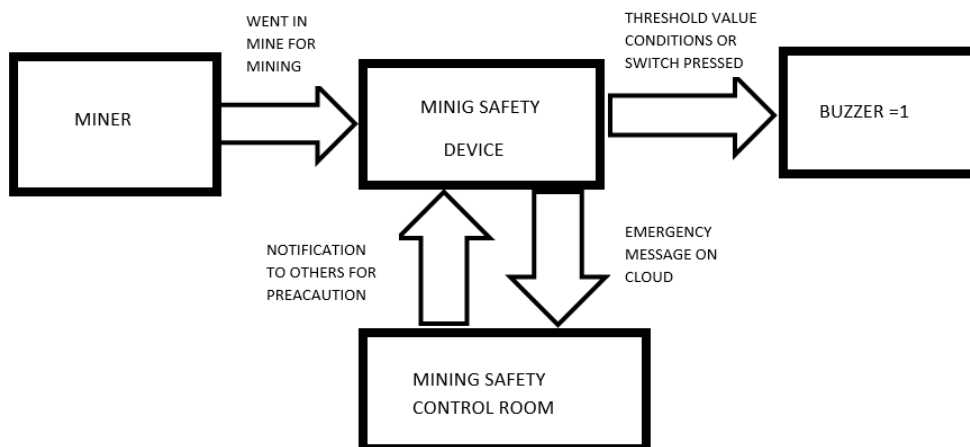 WENT IN
MINE FOR
MINING
THRESHOLD VALUE
CONDITIONS OR
SWITCH PRESSED
MINER
MINIG SAFETY
DEVICE
BUZZER =1
NOTIFICATION
TO OTHERS FOR
PREACAUTION
EMERGENCY
MESSAGE ON
CLOUD
MINING SAFETY
CONTROL ROOM